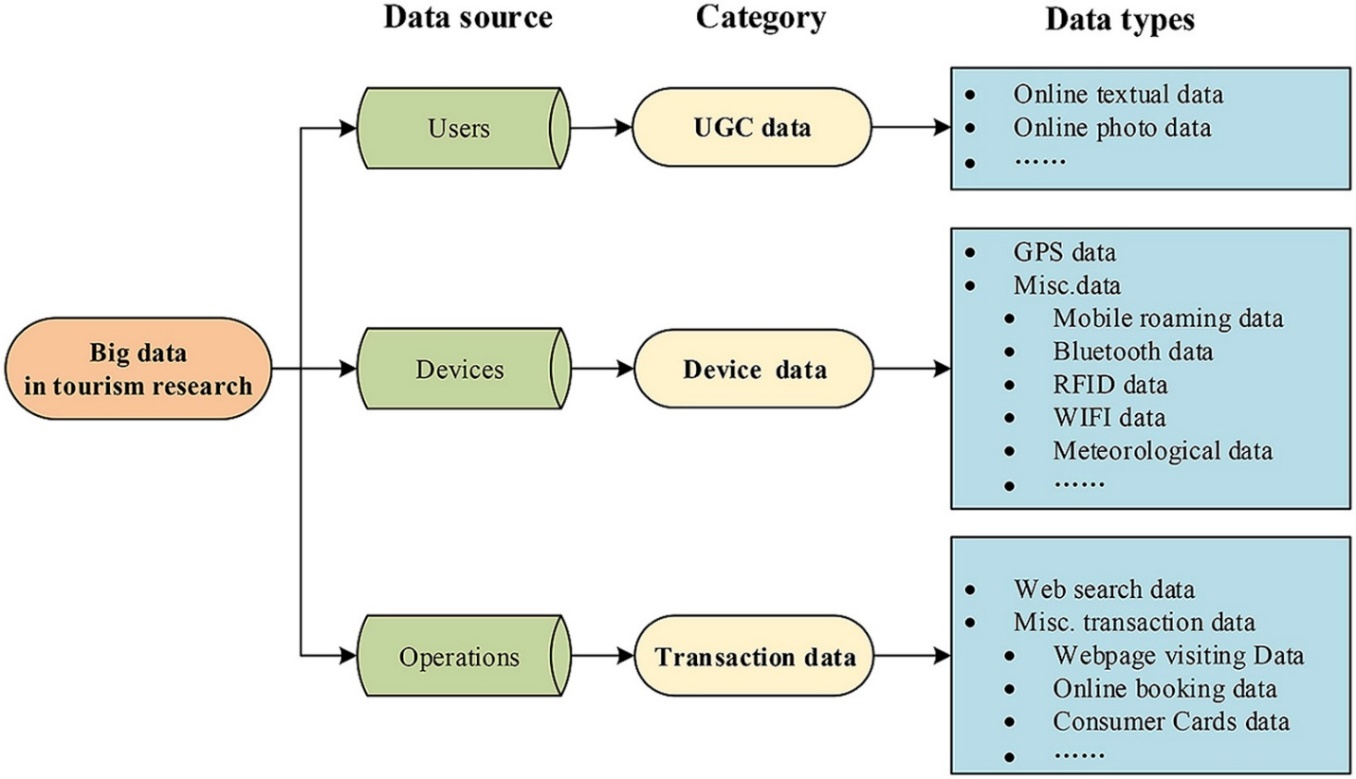 Data source
Category
Data types
Users
UGC data
• Online textual data
• Online photo data
• ……
Big data
in tourism research
Devices
Device data
• GPS data
• Misc.data
• Mobile roaming data
• Bluetooth data
• RFID data
• WIFI data
• Meteorological data
• ……
Operations
Transaction data
• Web search data
• Misc. transaction data
• Webpage visiting Data
• Online booking data
• Consumer Cards data
• ……